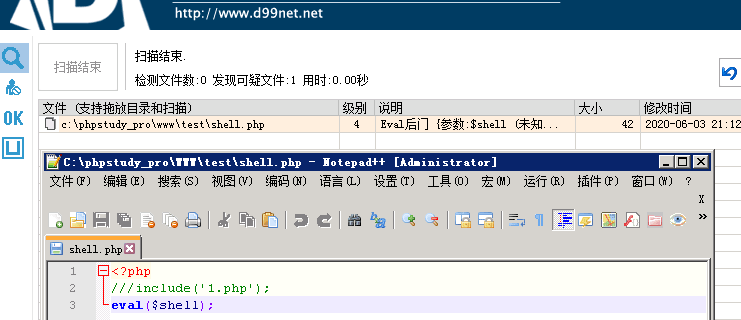 http://www.d99net.net
扫描结束
扫描结束.
检测文件数:0 发现可疑文件:1 用时:0.00秒
文件 (支持拖放目录和扫描) 级别 说明 大小 修改时间
c:\phpstudy_pro\www\test\shell.php 4 Eval后门 {参数:$shell (未知... 42 2020-06-03 21:12
OK
C:\phpstudy_pro\WWW\test\shell.php - Notepad++ [Administrator]
文件(F) 编辑(E) 搜索(S) 视图(V) 编码(N) 语言(L) 设置(T) 工具(O) 宏(M) 运行(R) 插件(P) 窗口(W) ?
X
shell.php
1 <?php
2 ///include('1.php');
3 eval($shell);